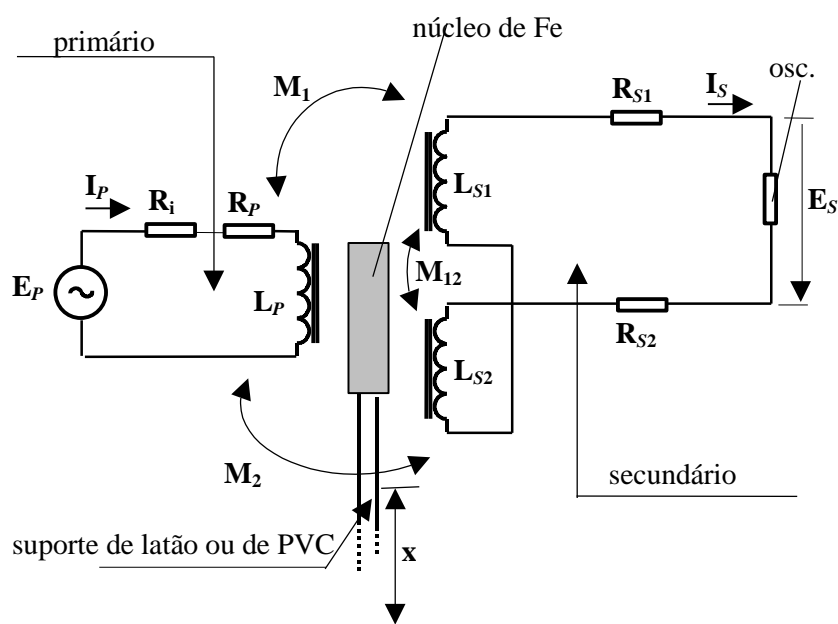 núcleo de Fe
primário
osc.
M1
RS1
IS
LS1
ES
IP
Ri
RP
M12
EP
LP
RS2
LS2
M2
secundário
suporte de latão ou de PVC
x